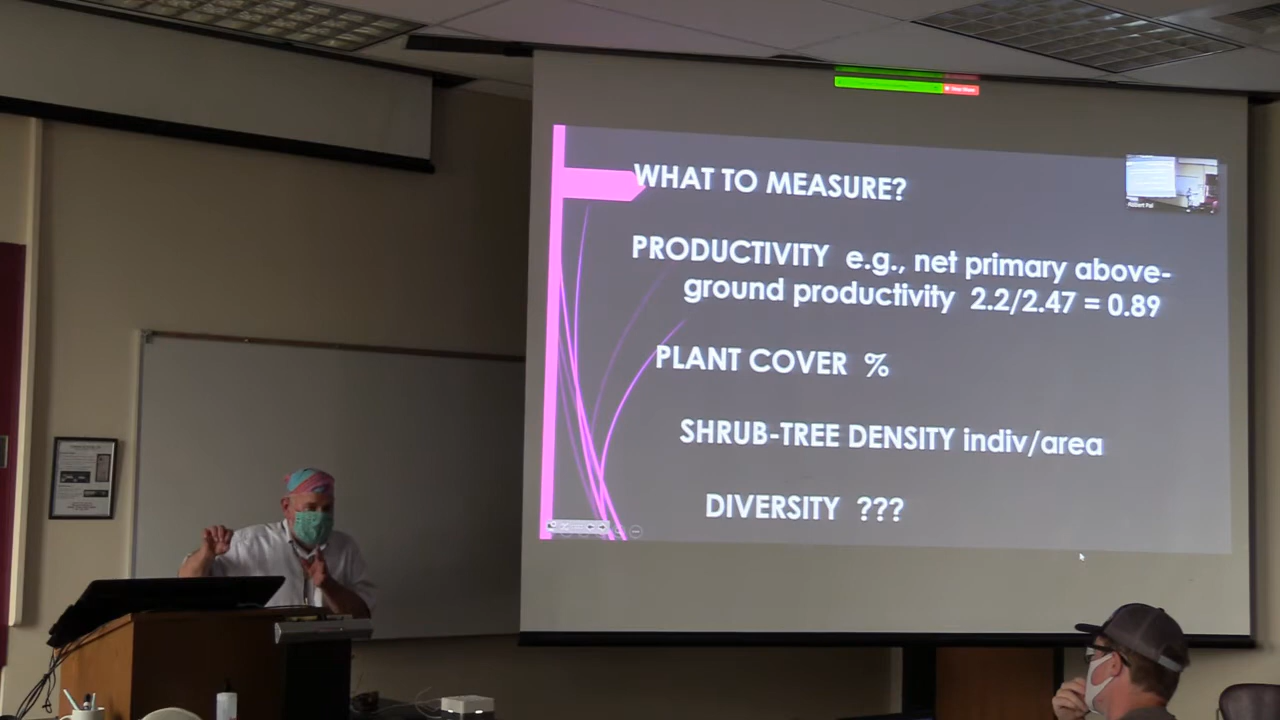 WHAT TO MEASURE?
PRODUCTIVITY e.g., net primary above-
ground productivity 2.2/2.47 = 0.89
PLANT COVER %
SHRUB-TREE DENSITY indiv/area
DIVERSITY ???